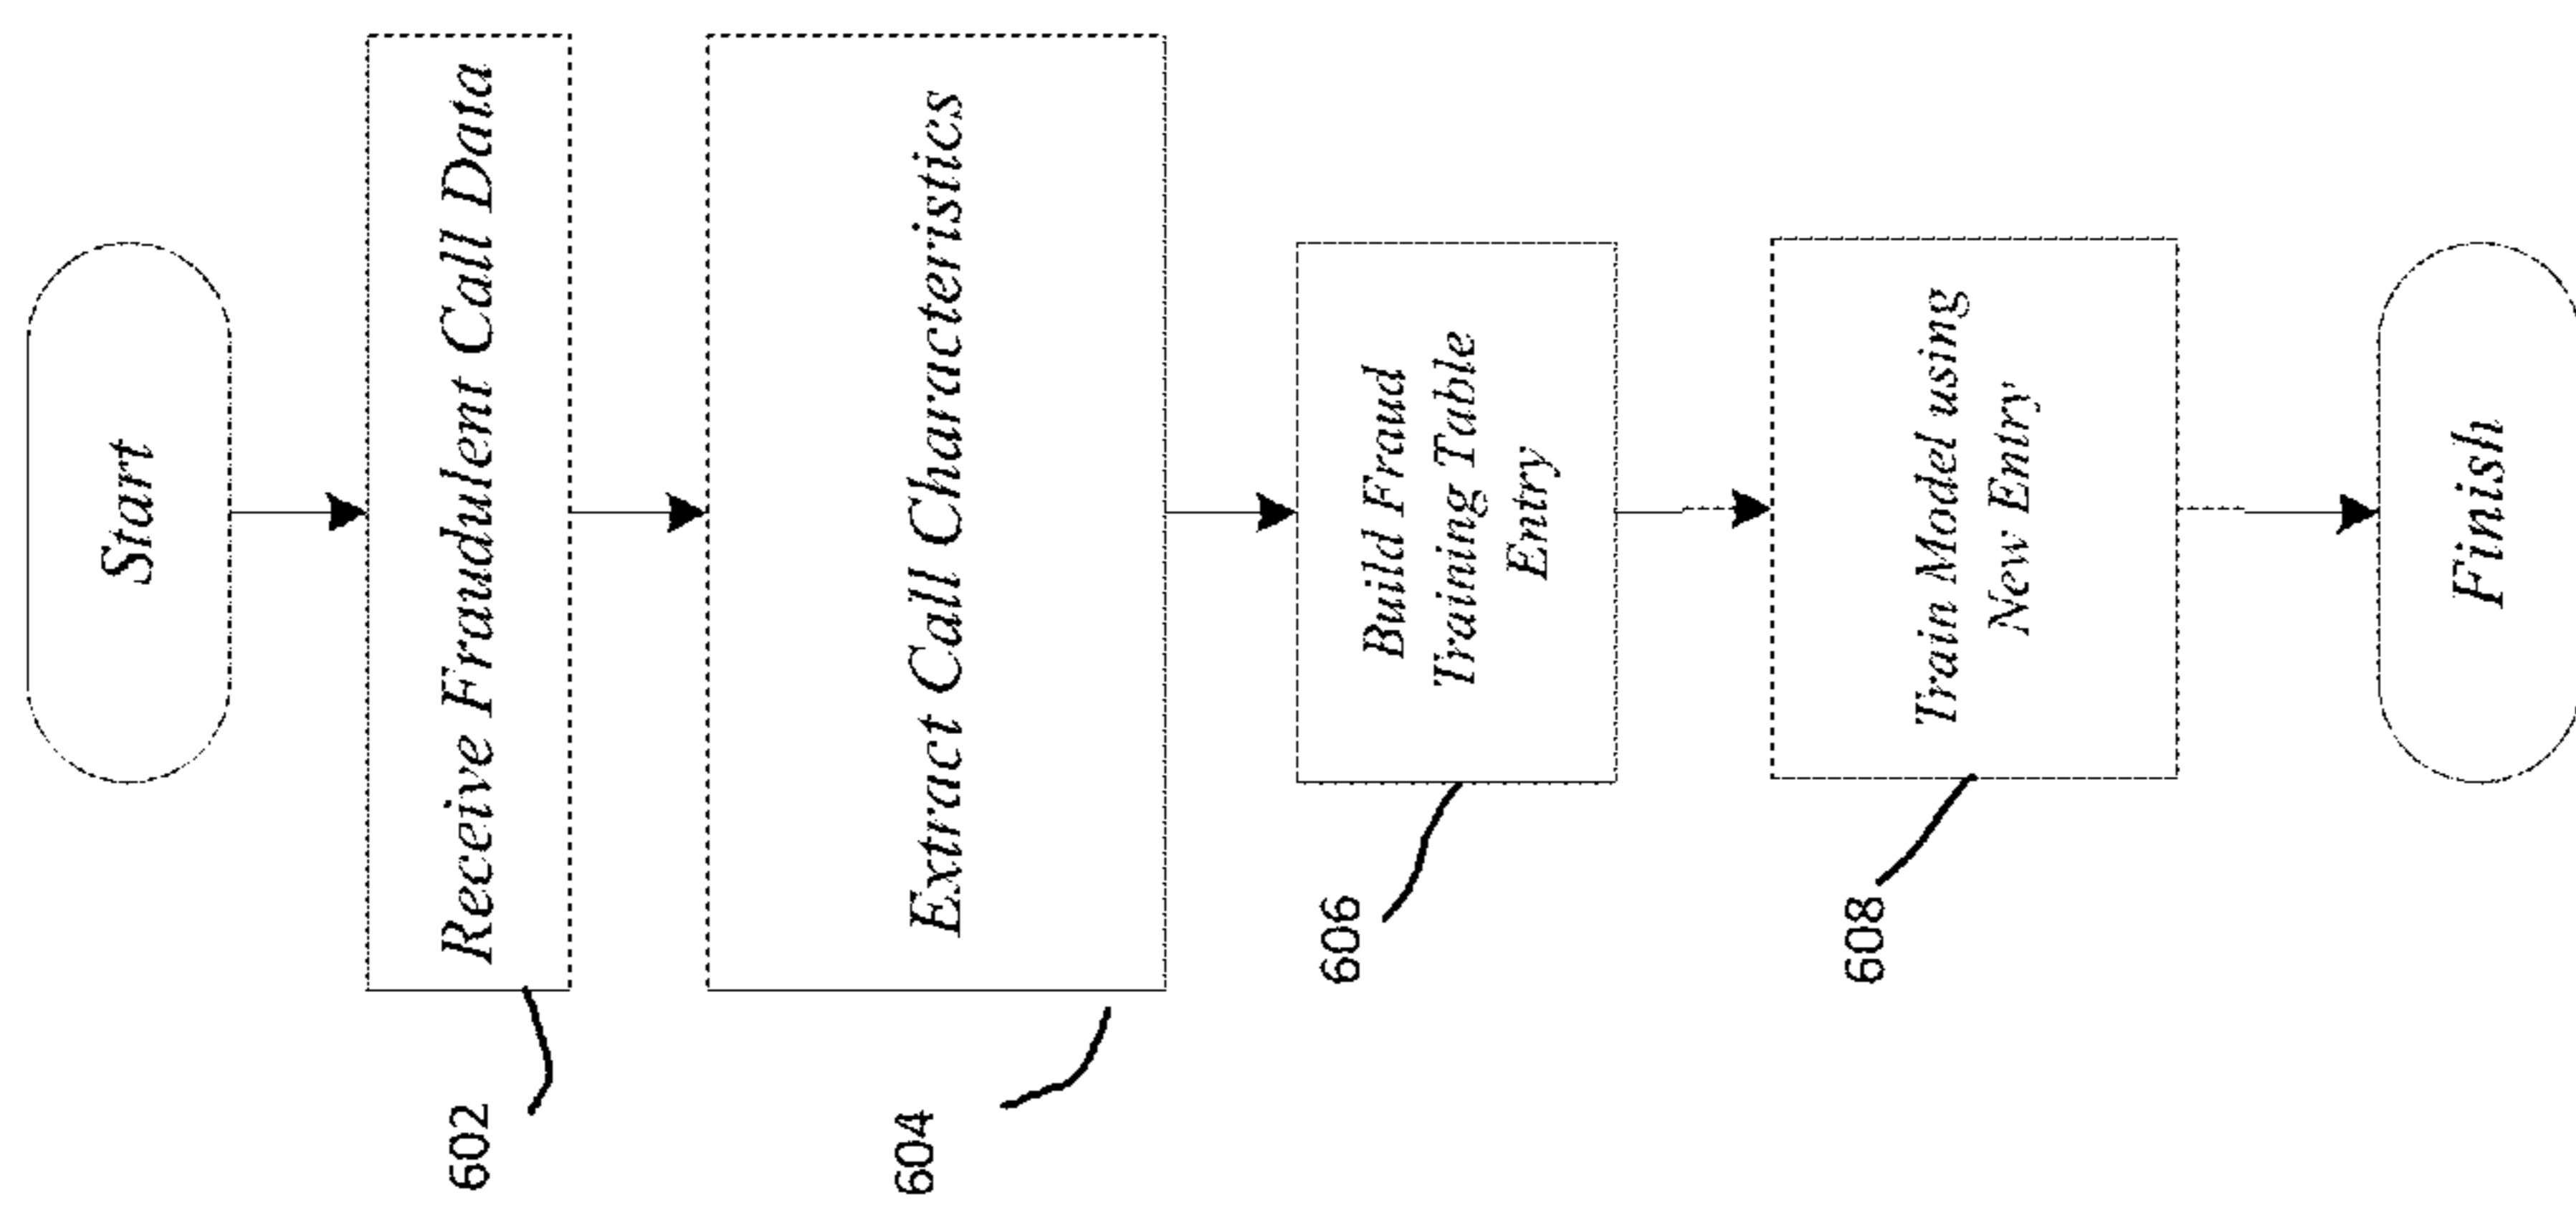 Start
Receive Fraudulent Call Data
602
Extract Call Characteristics
604
Build Fraud
Training Table
Entry
606
Train Model using
New Entry
608
Finish